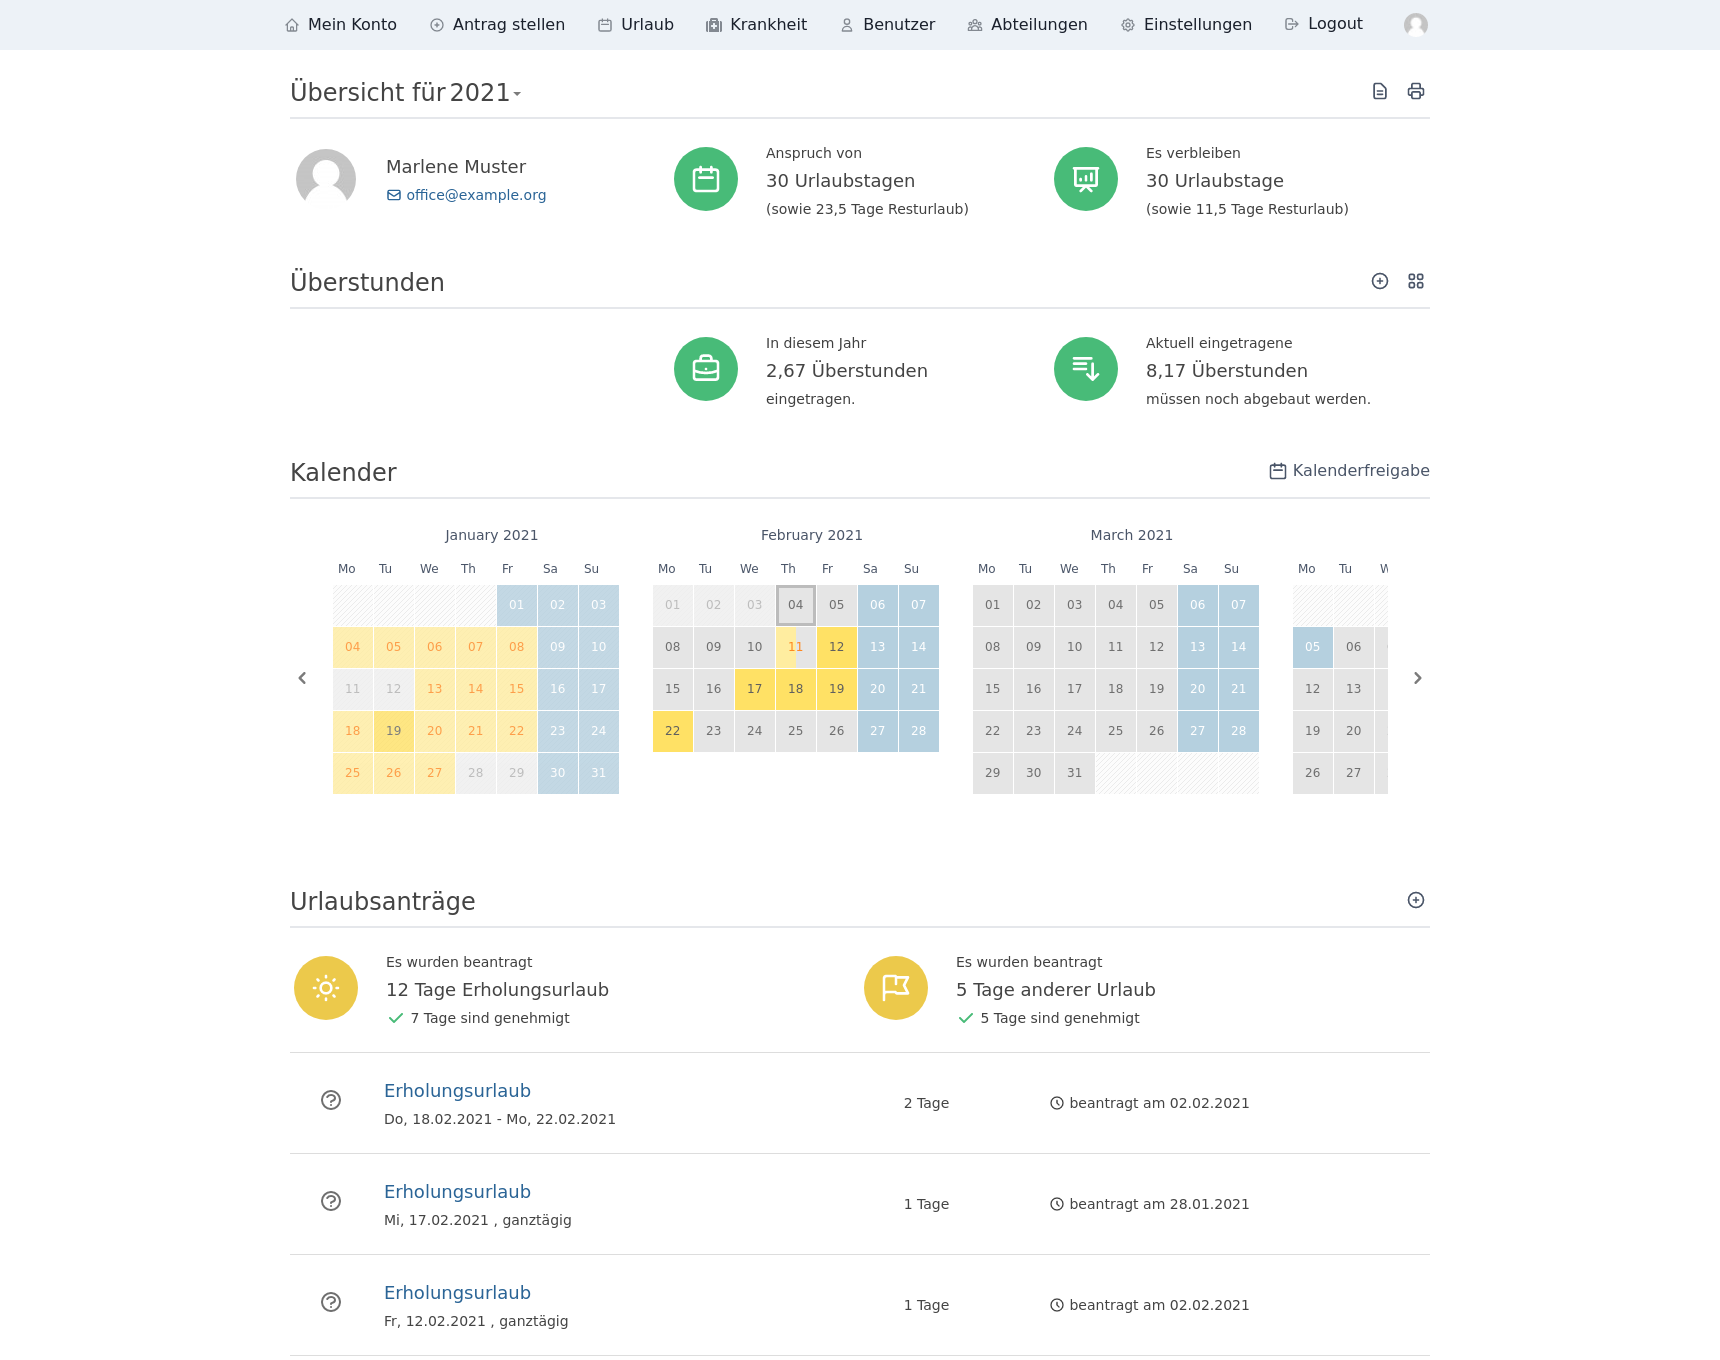 Mein Konto Antrag stellen Urlaub Krankheit Benutzer Abteilungen Einstellungen Logout
Übersicht für 2021
Marlene Muster
office@example.org
Anspruch von
30 Urlaubstagen
(sowie 23,5 Tage Resturlaub)
Es verbleiben
30 Urlaubstage
(sowie 11,5 Tage Resturlaub)
Überstunden
In diesem Jahr
2,67 Überstunden
eingetragen.
Aktuell eingetragene
8,17 Überstunden
müssen noch abgebaut werden.
Kalender
Kalenderfreigabe
January 2021
Mo Tu We Th Fr Sa Su
01 02 03
04 05 06 07 08 09 10
11 12 13 14 15 16 17
18 19 20 21 22 23 24
25 26 27 28 29 30 31
February 2021
Mo Tu We Th Fr Sa Su
01 02 03 04 05 06 07
08 09 10 11 12 13 14
15 16 17 18 19 20 21
22 23 24 25 26 27 28
March 2021
Mo Tu We Th Fr Sa Su
01 02 03 04 05 06 07
08 09 10 11 12 13 14
15 16 17 18 19 20 21
22 23 24 25 26 27 28
29 30 31
Mo Tu
05 06
12 13
19 20
26 27
Urlaubsanträge
Es wurden beantragt
12 Tage Erholungsurlaub
7 Tage sind genehmigt
Es wurden beantragt
5 Tage anderer Urlaub
5 Tage sind genehmigt
Erholungsurlaub
Do, 18.02.2021 - Mo, 22.02.2021
2 Tage
beantragt am 02.02.2021
Erholungsurlaub
Mi, 17.02.2021 , ganztägig
1 Tage
beantragt am 28.01.2021
Erholungsurlaub
Fr, 12.02.2021 , ganztägig
1 Tage
beantragt am 02.02.2021